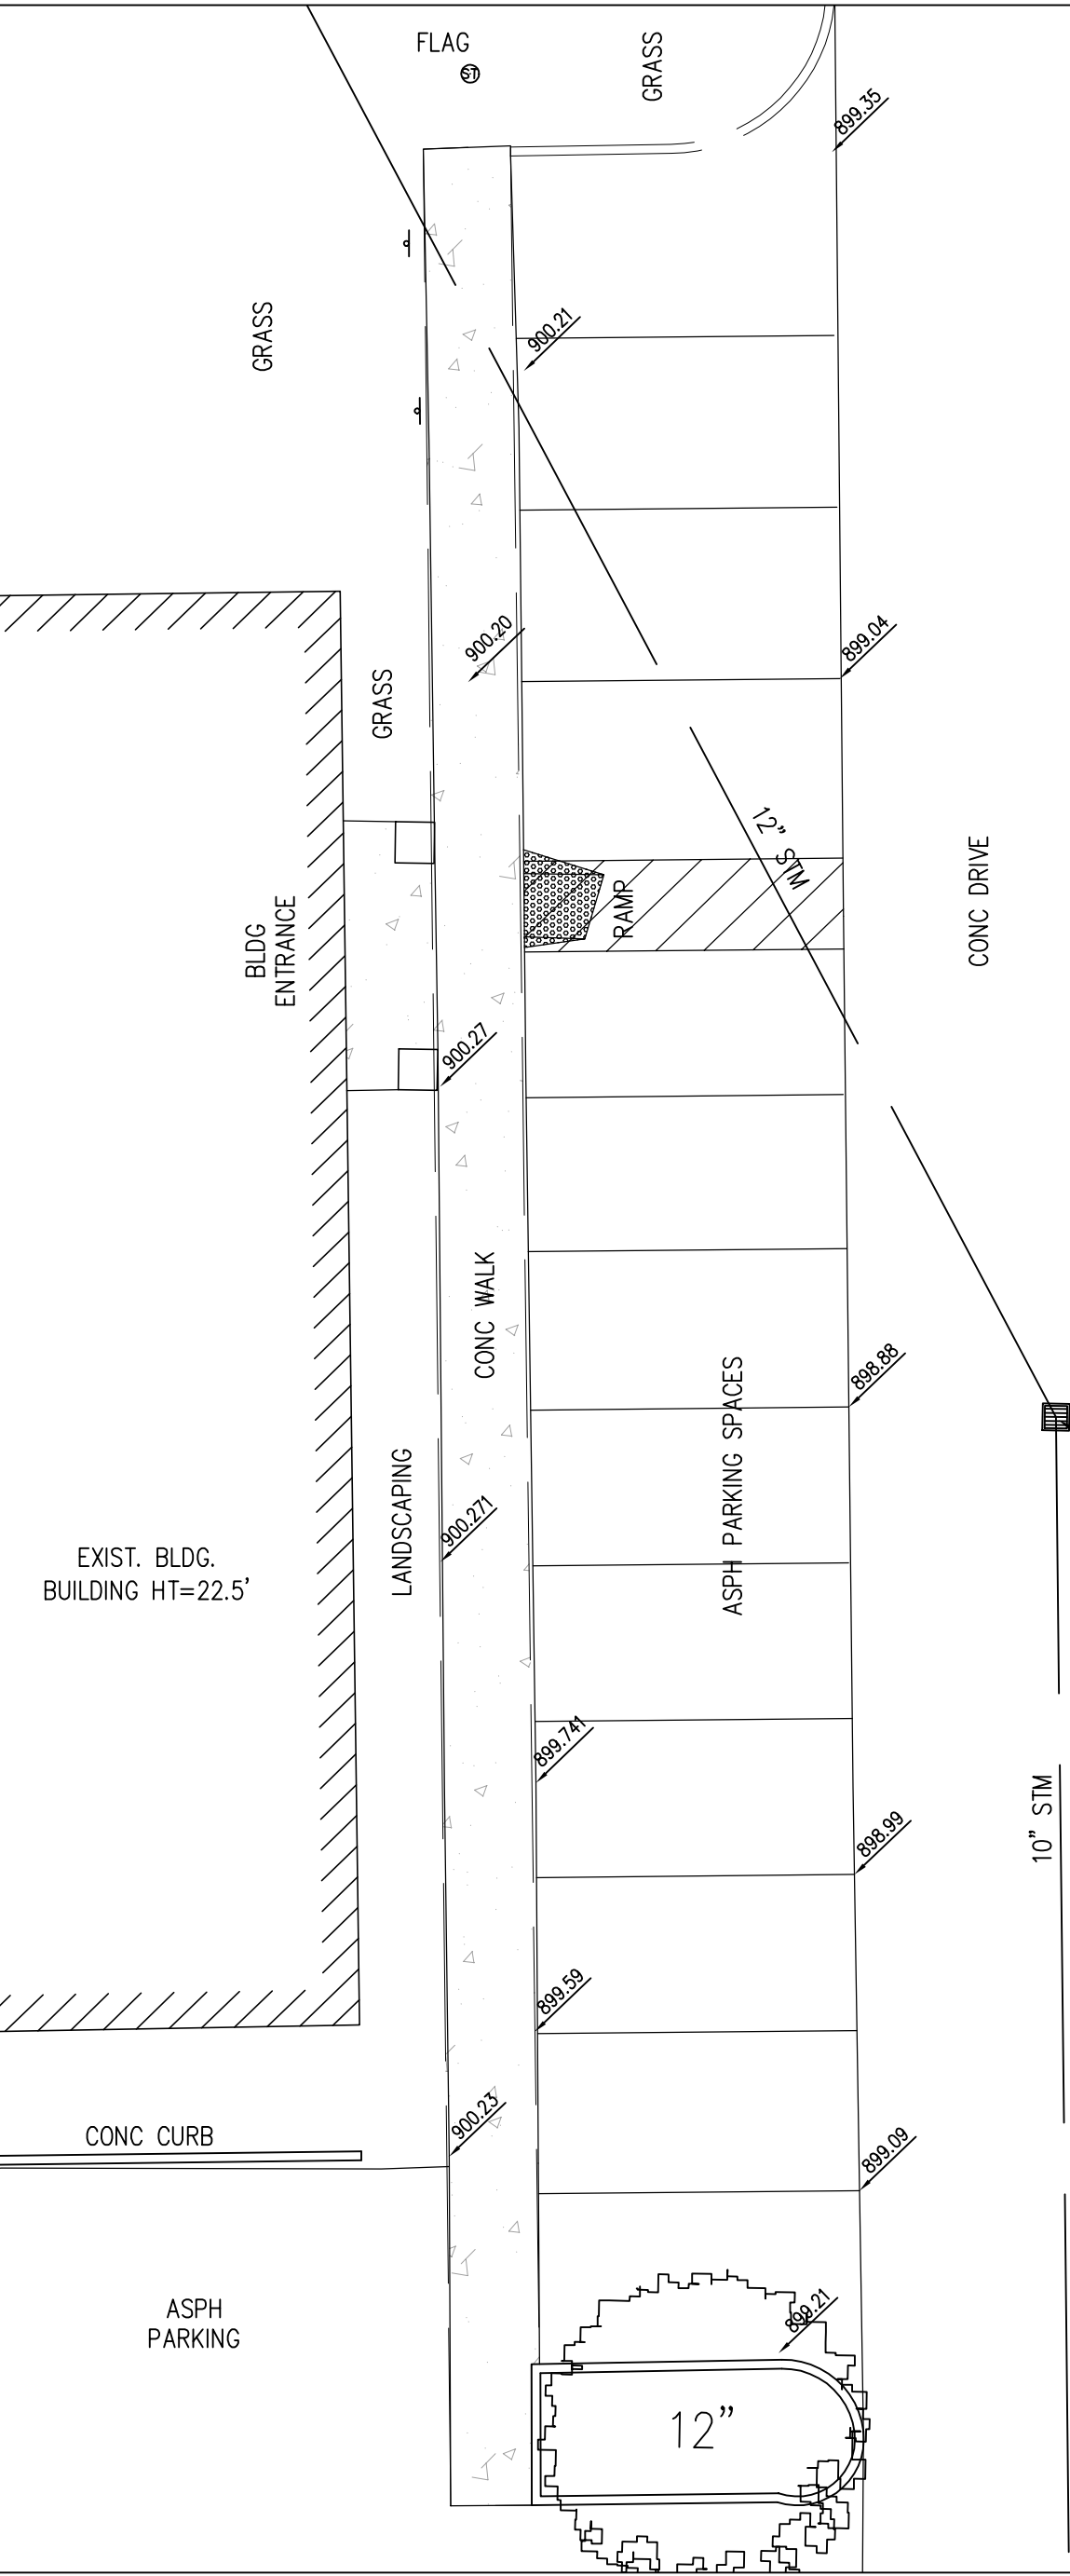 FLAG
ST
GRASS
899.35
GRASS
900.21
900.20
899.04
GRASS
12” STM
RAMP
CONC DRIVE
BLDG
ENTRANCE
900.27
CONC WALK
898.88
ASPH PARKING SPACES
LANDSCAPING
900.271
EXIST. BLDG.
BUILDING HT=22.5'
899.741
10” STM
898.99
899.59
900.23
CONC CURB
899.09
ASPH
PARKING
899.21
12”